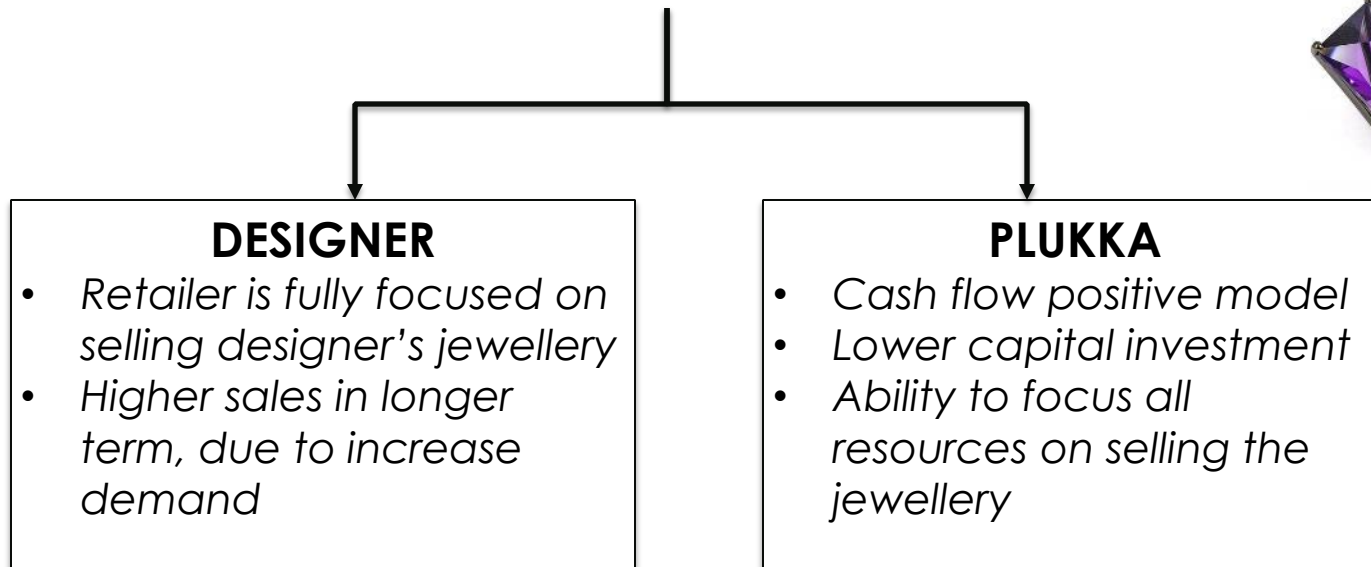 DESIGNER
• Retailer is fully focused on
selling designer's jewellery
• Higher sales in longer
term, due to increase
demand
PLUKKA
• Cash flow positive model
• Lower capital investment
• Ability to focus all
resources on selling the
jewellery